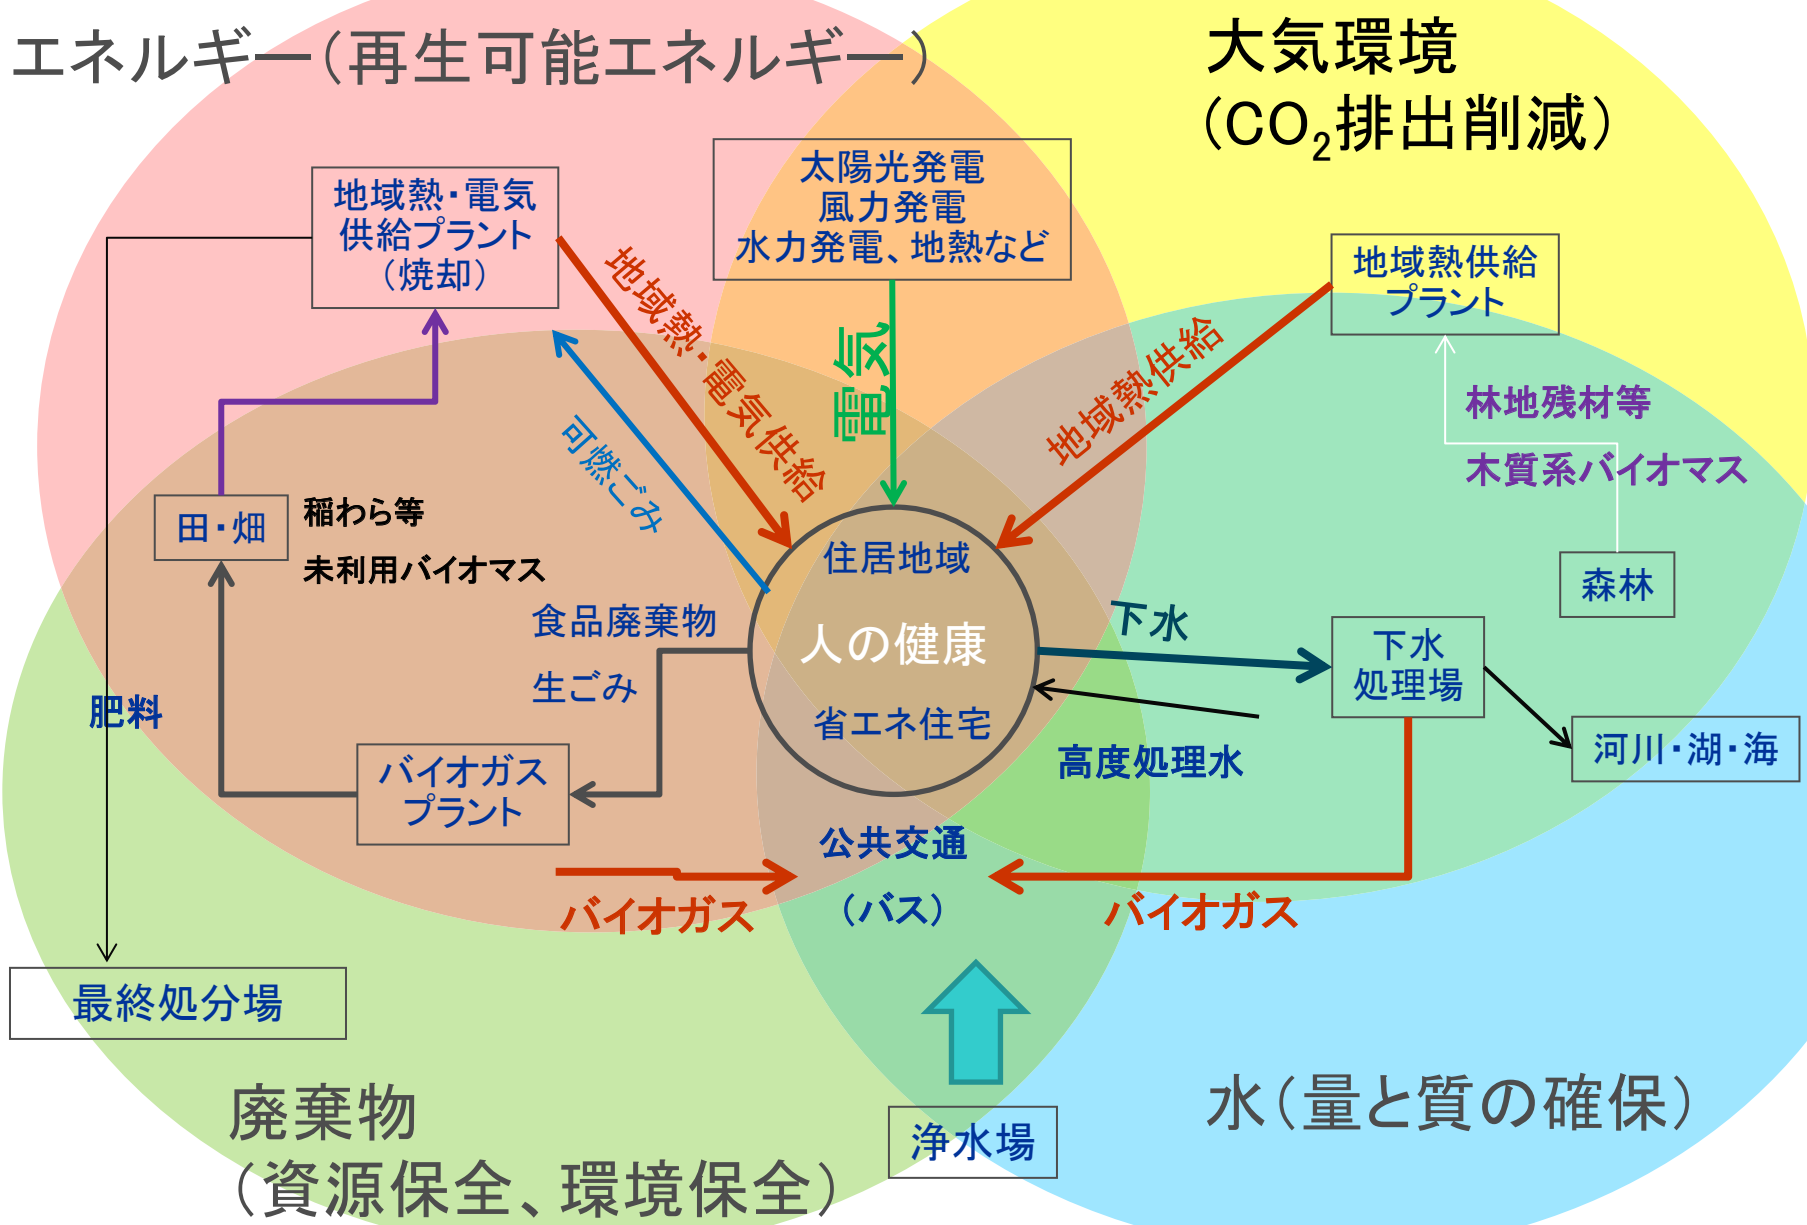 エネルギー（再生可能エネルギー）
大気環境
（CO₂排出削減）
地域熱・電気
供給プラント
（焼却）
太陽光発電
風力発電
水力発電、地熱など
地域熱供給
プラント
地域熱・電気供給
電気
地域熱供給
林地残材等
木質系バイオマス
可燃ごみ
田・畑
稲わら等
未利用バイオマス
住居地域
人の健康
省エネ住宅
森林
食品廃棄物
生ごみ
下水
下水
処理場
肥料
高度処理水
河川・湖・海
バイオガス
プラント
公共交通
（バス）
バイオガス
バイオガス
最終処分場
廃棄物
（資源保全、環境保全）
浄水場
水（量と質の確保）